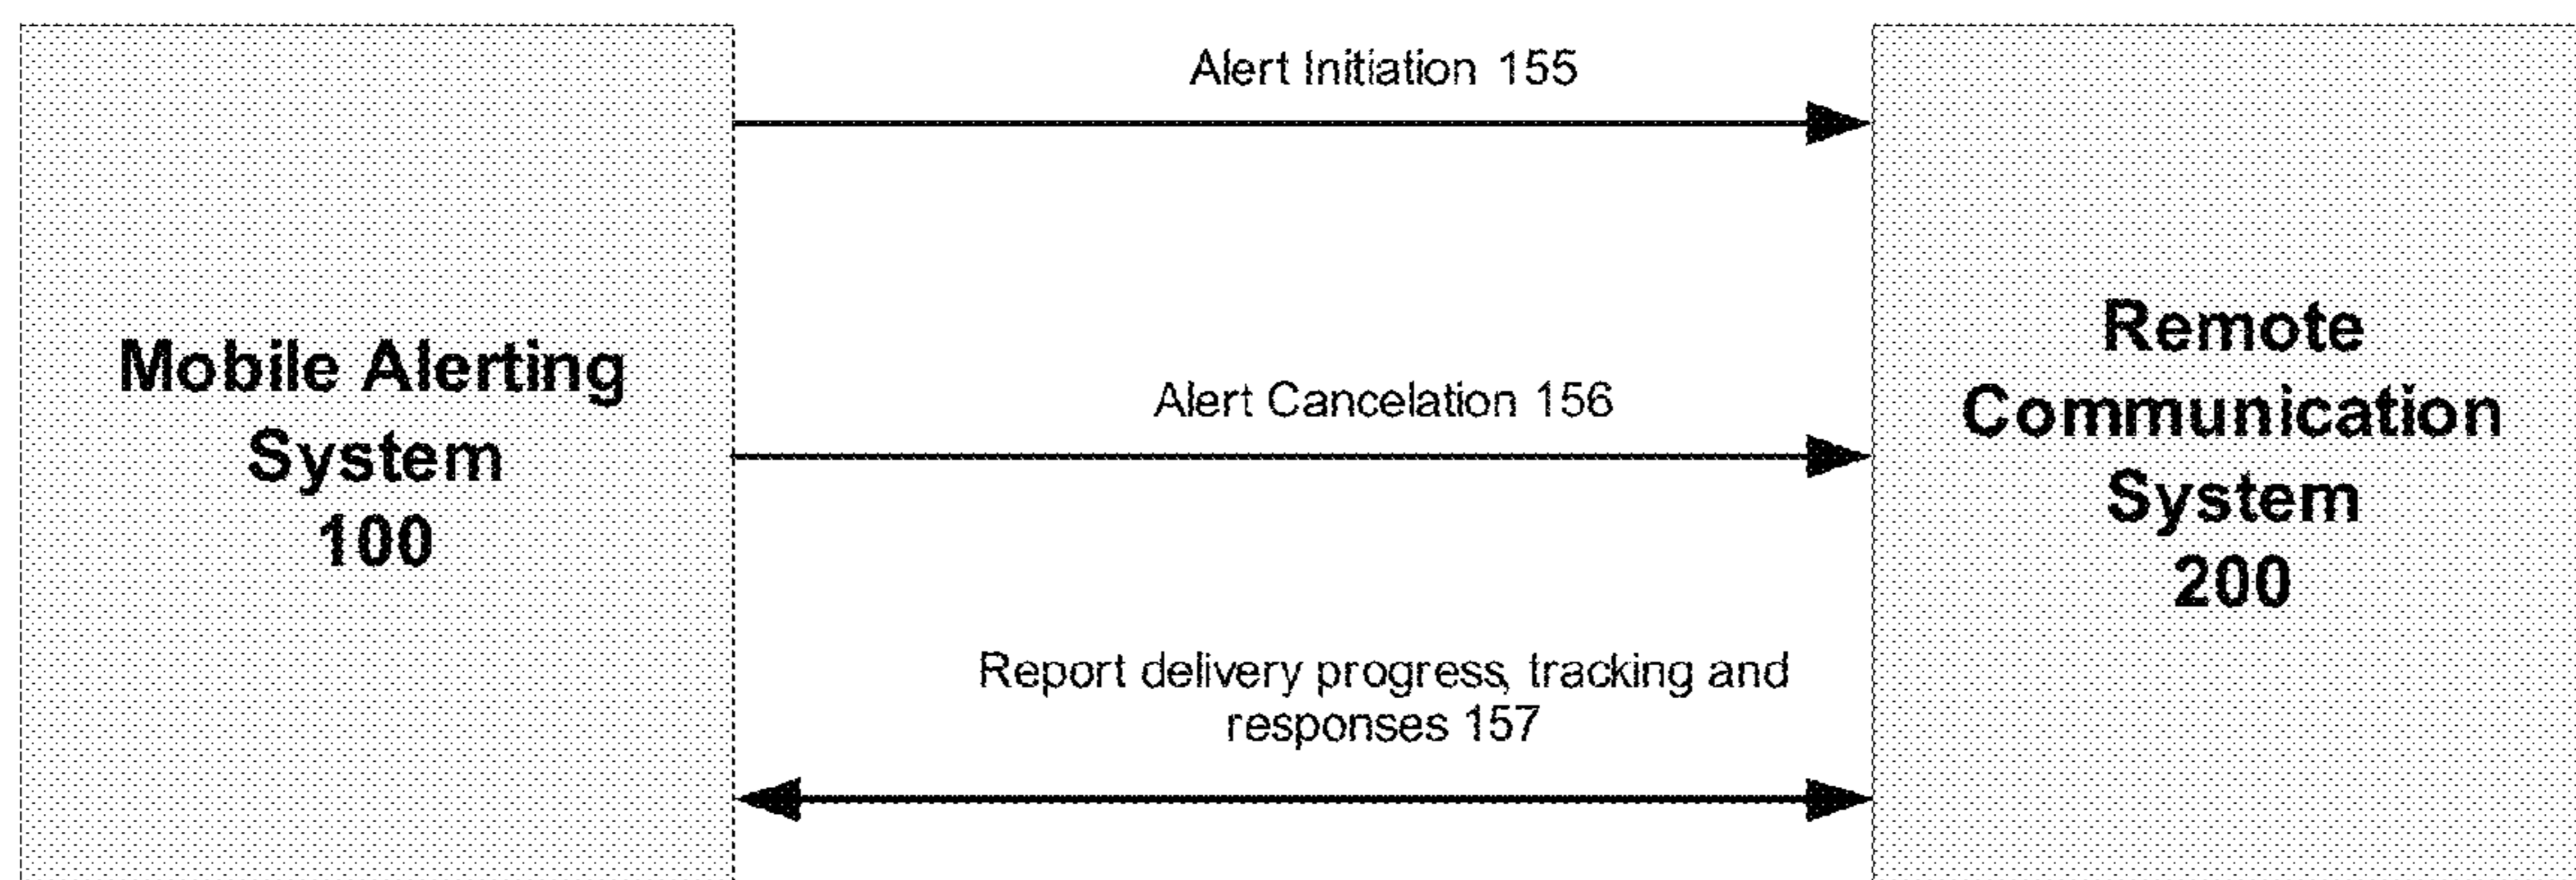 Mobile Alerting
System
100
Alert Initiation 155
Alert Cancelation 156
Report delivery progress, tracking and
responses 157
Remote
Communication
System
200